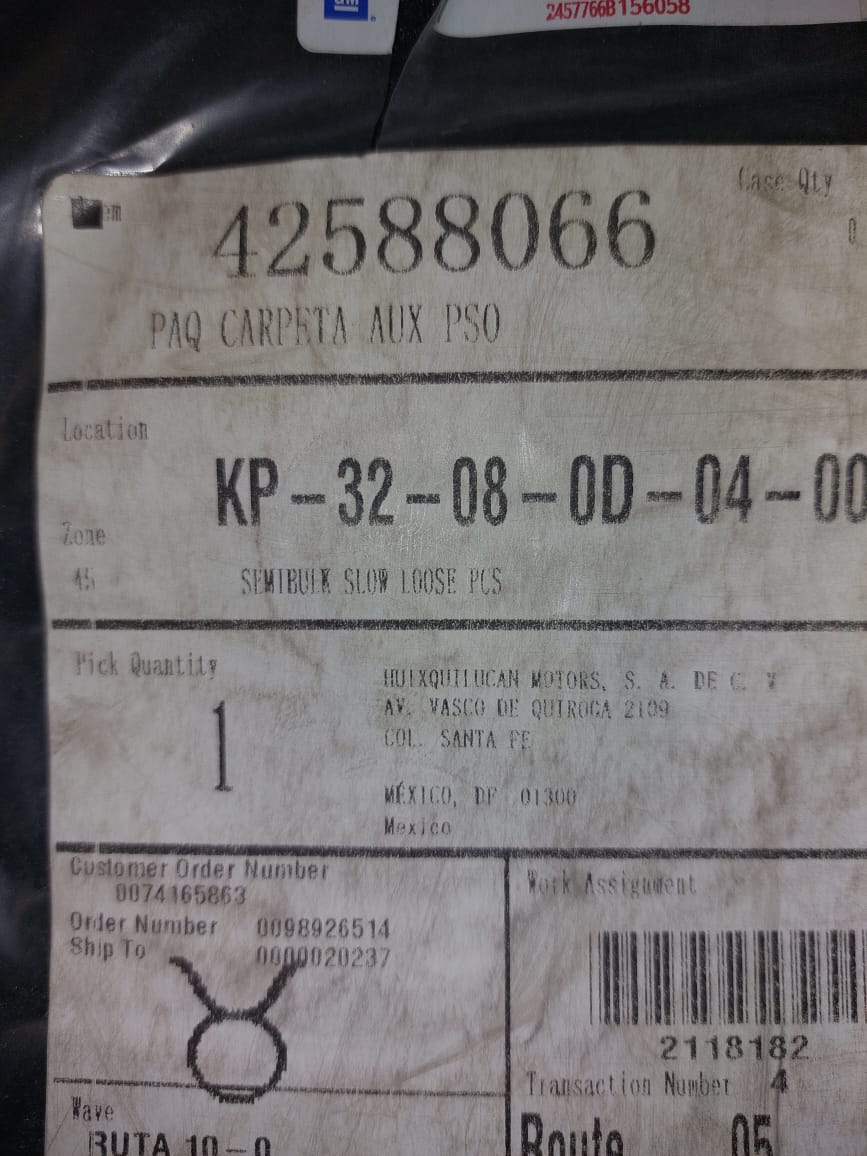 GM
2457766B156058
Case Qty
42588066
0
PAQ CARPETA AUX PSO
Location
KP-32-08-0D-04-00
Zone
45
SEMIBULK SLOW LOOSE PCS
Pick Quantity
1
HUIXQUILUCAN MOTORS, S. A. DE C. V
AV. VASCO DE QUIROGA 2109
COL. SANTA FE
MÉXICO, DF 01300
Mexico
Customer Order Number
0074165863
Order Number 0098926514
Ship To 0000020237
Work Assignment
2118182
Transaction Number 4
Wave
RUTA 10-0
Route 05